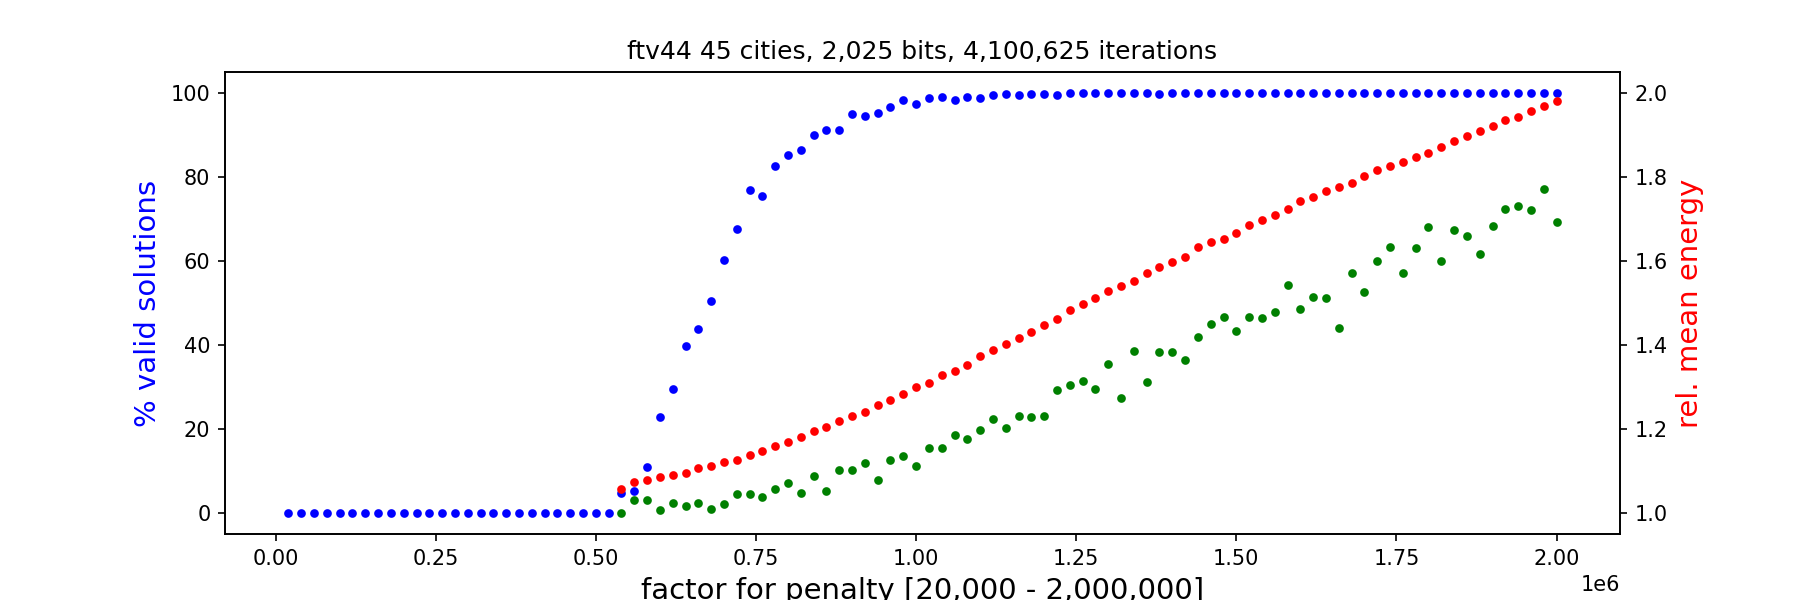 ftv44 45 cities, 2,025 bits, 4,100,625 iterations
% valid solutions
100
80
60
40
20
0
2.0
1.8
1.6
1.4
1.2
1.0
rel. mean energy
0.00 0.25 0.50 0.75 1.00 1.25 1.50 1.75 2.00
1e6
factor for penalty [20,000 - 2,000,000]